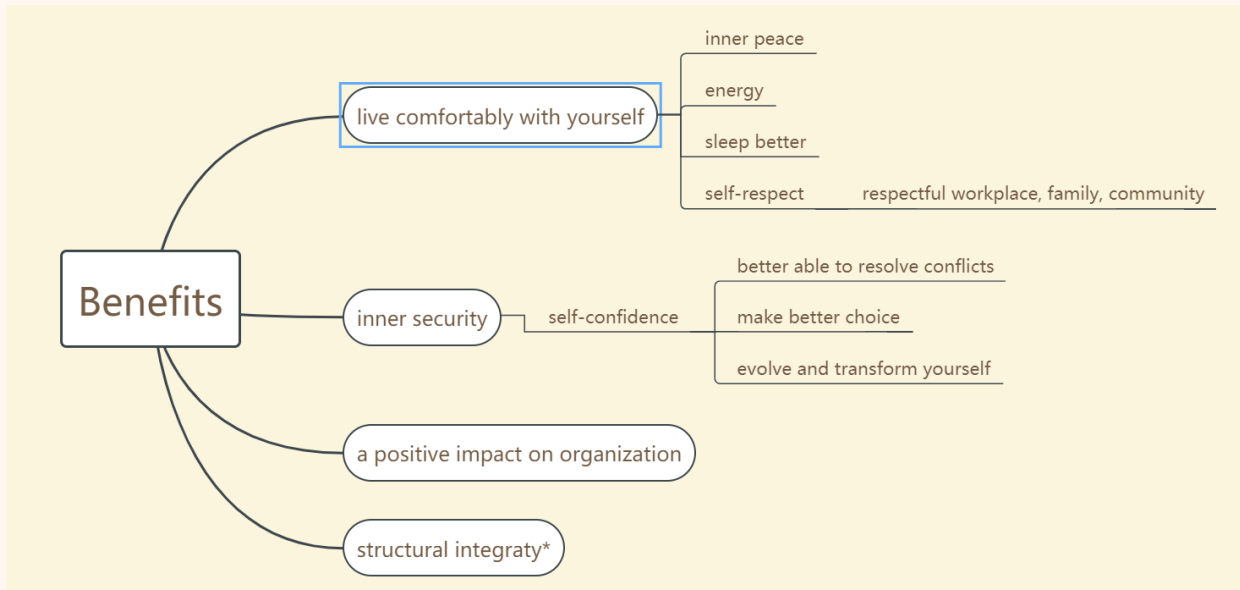 Benefits
live comfortably with yourself
inner peace
energy
sleep better
self-respect
respectful workplace, family, community
inner security
self-confidence
better able to resolve conflicts
make better choice
evolve and transform yourself
a positive impact on organization
structural integraty*